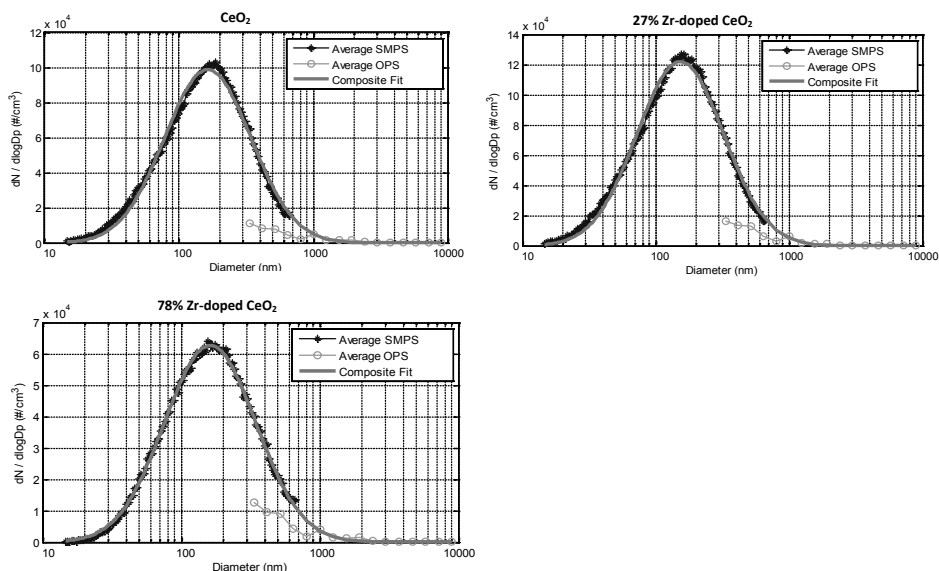 CeO₂
x 10⁴
12
10
8
6
4
2
0
dN / dlogDp (#/cm³)
Average SMPS
Average OPS
Composite Fit
10
100
1000
10000
Diameter (nm)
27% Zr-doped CeO₂
x 10⁴
14
12
10
8
6
4
2
0
dN / dlogDp (#/cm³)
Average SMPS
Average OPS
Composite Fit
10
100
1000
10000
Diameter (nm)
78% Zr-doped CeO₂
x 10⁴
7
6
5
4
3
2
1
0
dN / dlogDp (#/cm³)
Average SMPS
Average OPS
Composite Fit
10
100
1000
10000
Diameter (nm)